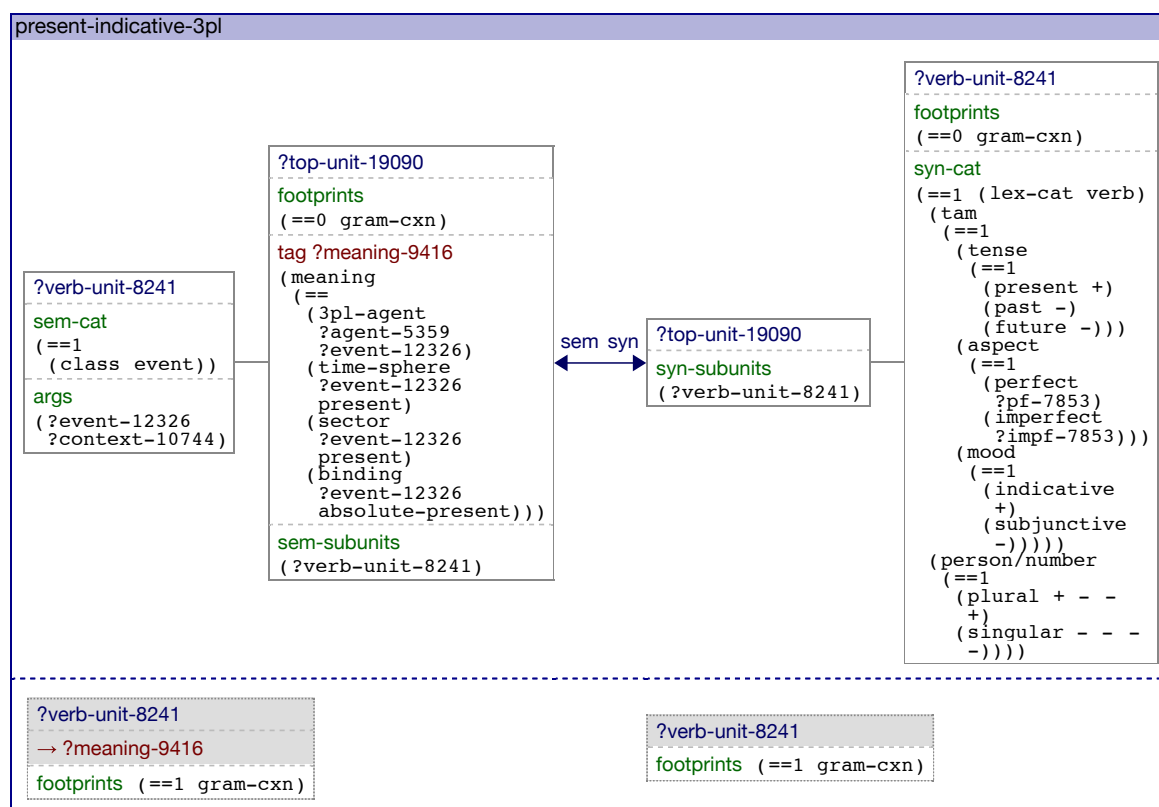 present-indicative-3pl
?verb-unit-8241
sem-cat
(==1
(class event))
args
(?event-12326
?context-10744)
?top-unit-19090
footprints
(==0 gram-cxn)
tag ?meaning-9416
(meaning
(==
(3pl-agent
?agent-5359
?event-12326)
(time-sphere
?event-12326
present)
(sector
?event-12326
present)
(binding
?event-12326
absolute-present)))
sem-subunits
(?verb-unit-8241)
sem syn
?top-unit-19090
syn-subunits
(?verb-unit-8241)
?verb-unit-8241
footprints
(==0 gram-cxn)
syn-cat
(==1 (lex-cat verb)
(tam
(==1
(tense
(==1
(present +)
(past -)
(future -)))
(aspect
(==1
(perfect
?pf-7853)
(imperfect
?impf-7853)))
(mood
(==1
(indicative
+)
(subjunctive
-)))))
(person/number
(==1
(plural + - -
+)
(singular - - -
-))))
?verb-unit-8241
→ ?meaning-9416
footprints (==1 gram-cxn)
?verb-unit-8241
footprints (==1 gram-cxn)